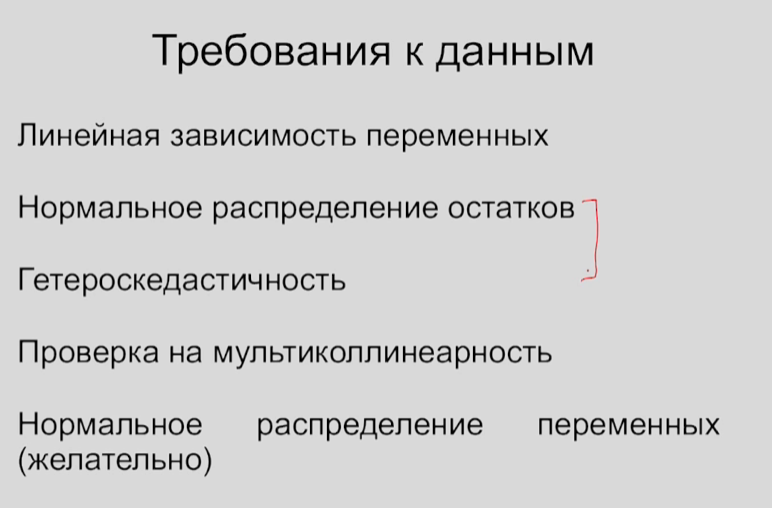 Требования к данным
Линейная зависимость переменных
Нормальное распределение остатков
Гетероскедастичность
Проверка на мультиколлинеарность
Нормальное распределение переменных
(желательно)